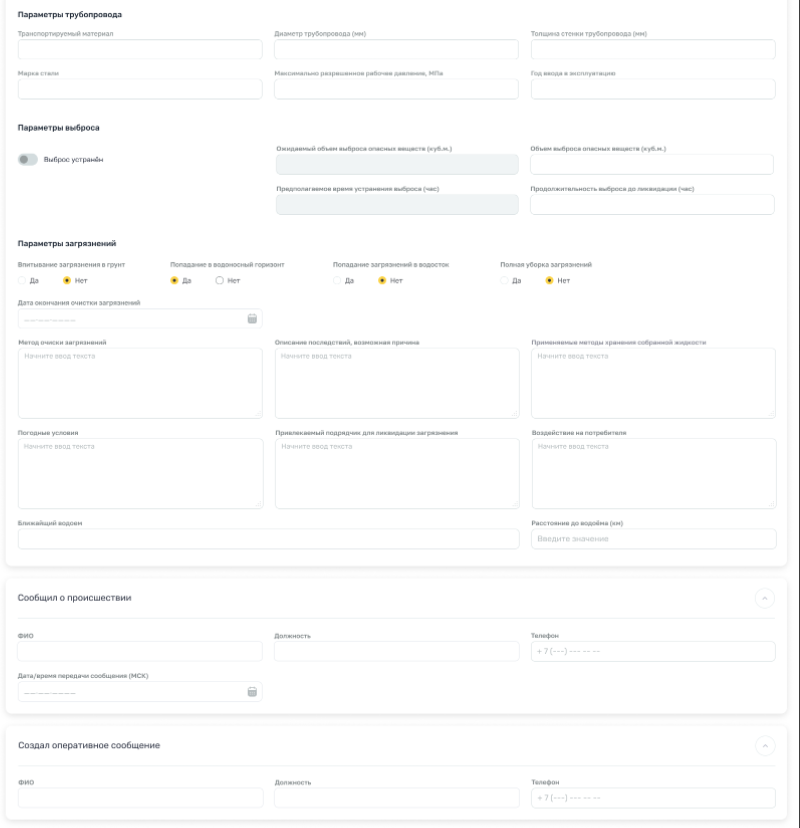 Параметры трубопровода
Транспортируемый материал Диаметр трубопровода (мм) Толщина стенки трубопровода (мм)
Марка стали Максимально разрешенное рабочее давление, МПа Год ввода в эксплуатацию
Параметры выброса
Ожидаемый объем выброса опасных веществ (куб.м.) Объем выброса опасных веществ (куб.м.)
Выброс устранён
Предполагаемое время устранения выброса (час) Продолжительность выброса до ликвидации (час)
Параметры загрязнений
Впитывание загрязнения в грунт Попадание в водоносный горизонт Попадание загрязнений в водосток Полная уборка загрязнений
Да Нет Да Нет Да Нет Да Нет
Дата окончания очистки загрязнений
Метод очиски загрязнений Описание последствий, возможная причина Применяемые методы хранения собранной жидкости
Начните ввод текста Начните ввод текста Начните ввод текста
Погодные условия Привлекаемый подрядчик для ликвидации загрязнения Воздействие на потребителя
Начните ввод текста Начните ввод текста Начните ввод текста
Ближайщий водоем Расстояние до водоёма (км)
Введите значение
Сообщил о происшествии
ФИО Должность Телефон
+ 7 (---) --- -- --
Дата/время передачи сообщения (МСК)
Создал оперативное сообщение
ФИО Должность Телефон
+ 7 (---) --- -- --